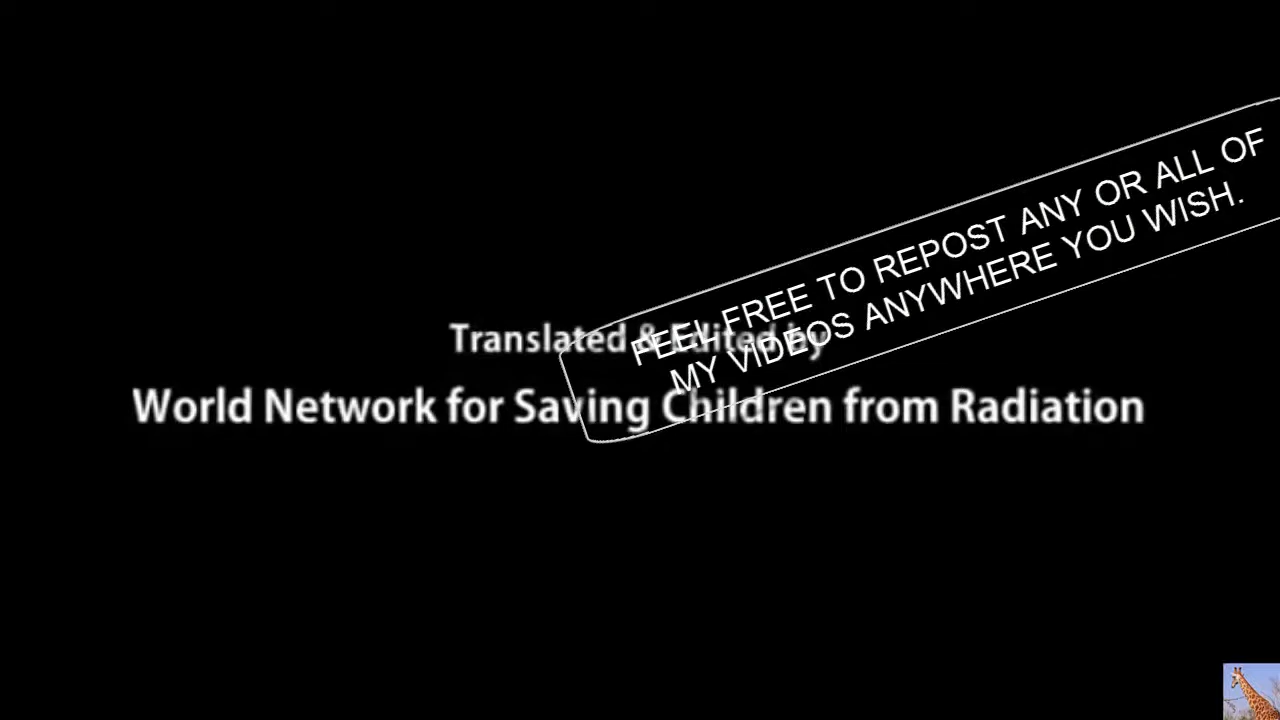 FEEL FREE TO REPOST ANY OR ALL OF
MY VIDEOS ANYWHERE YOU WISH.
Translated & Edited by
World Network for Saving Children from Radiation